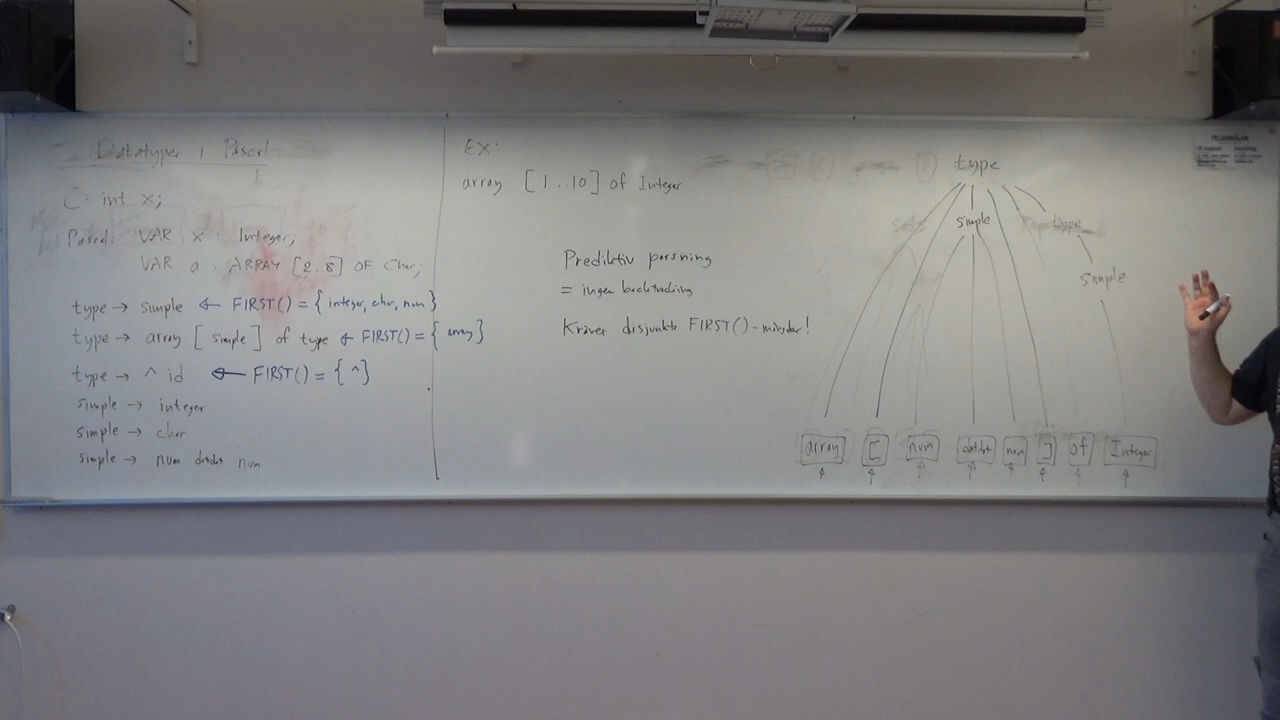 Datatyper i Pascal
C: int x;
Pascal: VAR x : Integer;
VAR a : ARRAY [2..8] OF Char;
type → simple ← FIRST() = { integer, char, num }
type → array [ simple ] of type ← FIRST() = { array }
type → ^ id ← FIRST() = { ^ }
simple → integer
simple → char
simple → num dotdot num
EX:
array [1..10] of Integer
Prediktiv parsning
= ingen backtracking
Kräver disjunkta FIRST()-mängder!
type
simple
type
simple
array [ num dotdot num ] of Integer